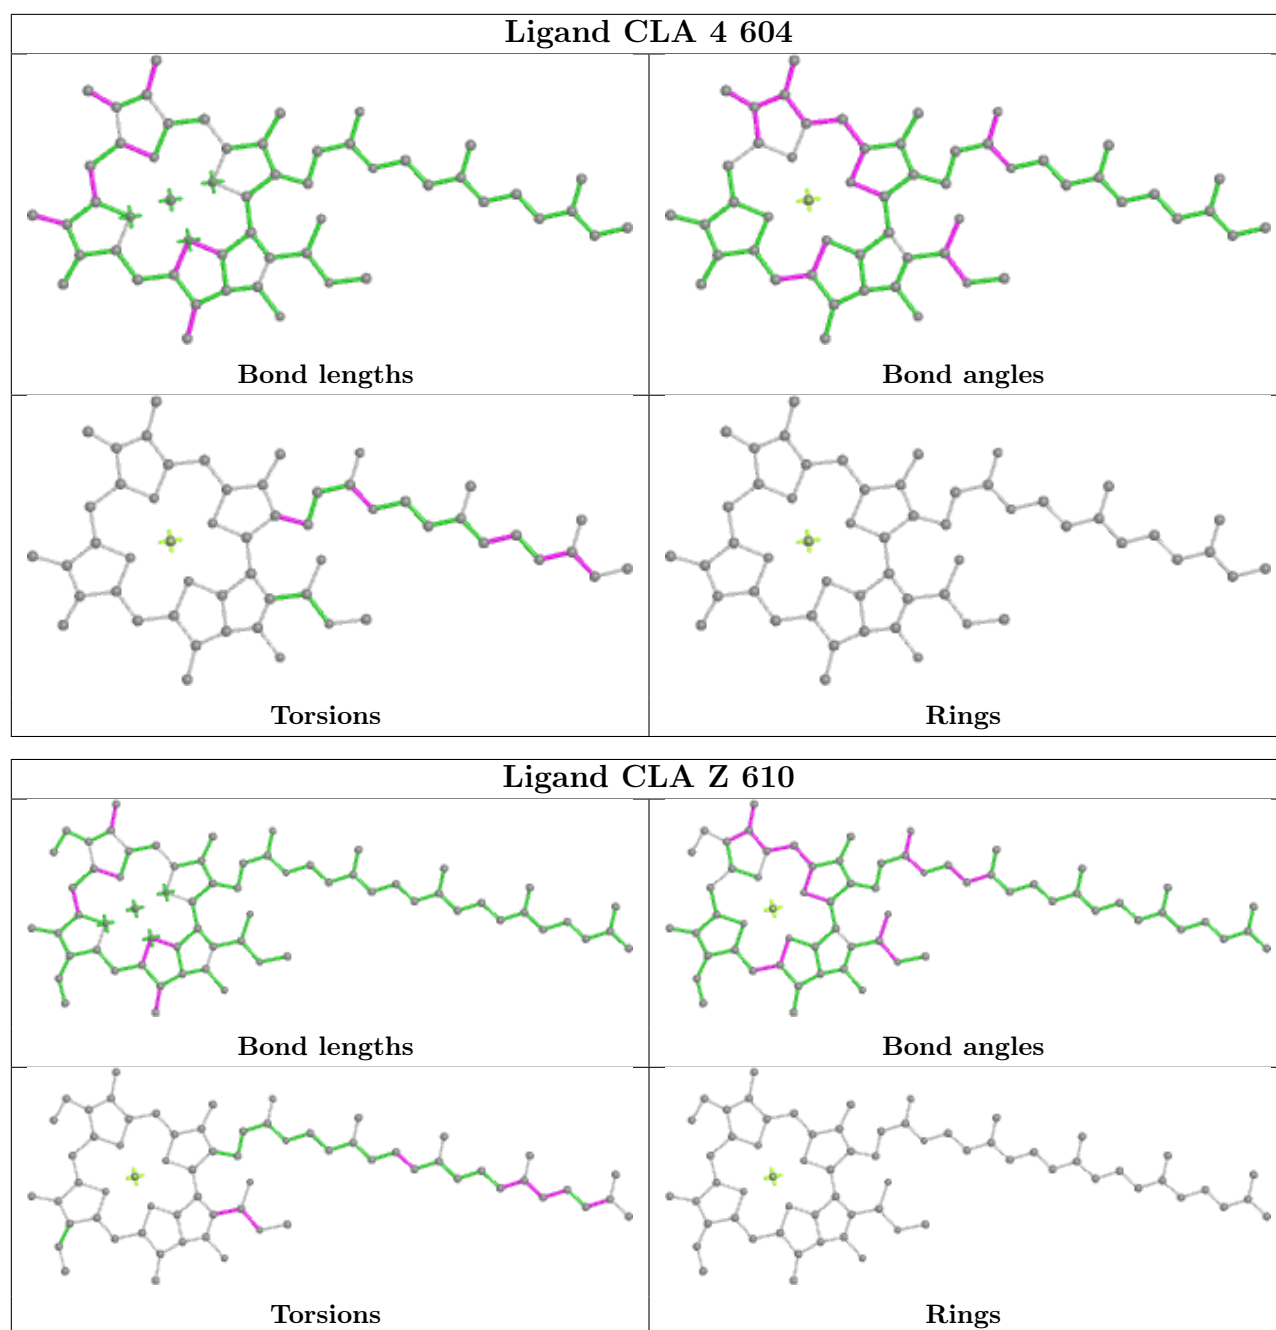 Ligand CLA 4 604
Bond lengths
Bond angles
Torsions
Rings
Ligand CLA Z 610
Bond lengths
Bond angles
Torsions
Rings